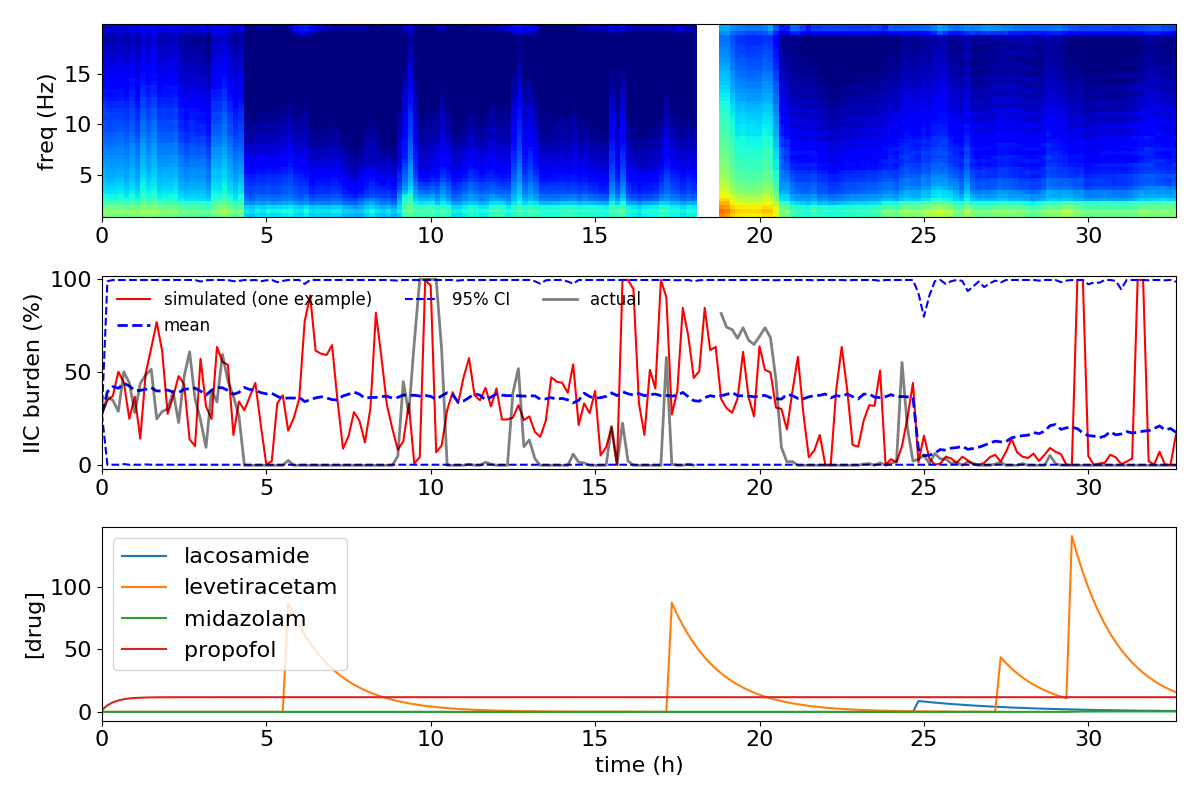 freq (Hz)
15
10
5
0 5 10 15 20 25 30
IIC burden (%)
100
50
0
simulated (one example) 95% CI actual
mean
0 5 10 15 20 25 30
[drug]
100
50
0
lacosamide
levetiracetam
midazolam
propofol
0 5 10 15 20 25 30
time (h)